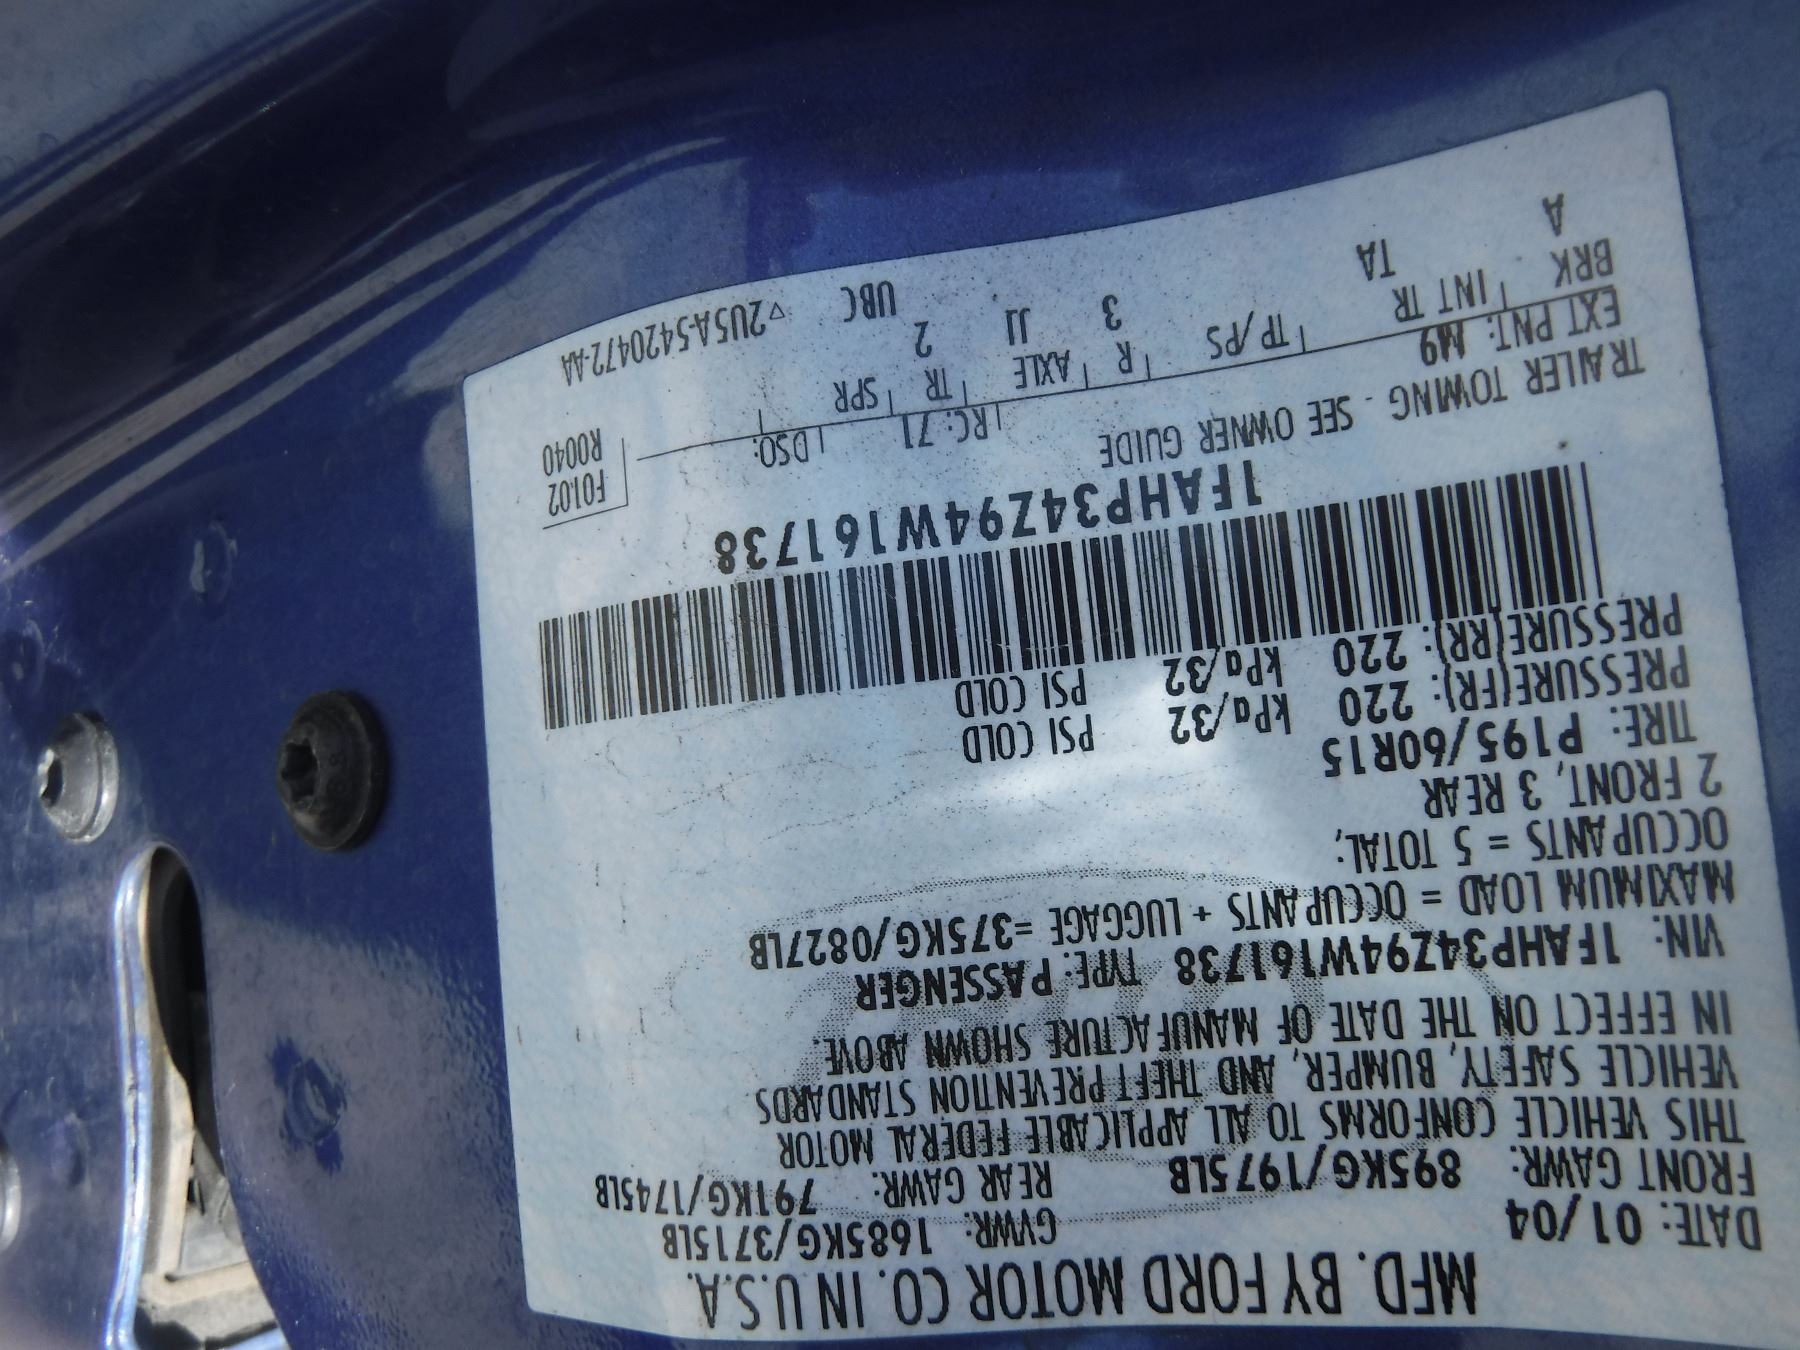 MFD. BY FORD MOTOR CO. IN U.S.A.
DATE: 01/04 GVWR: 1685KG/3715LB
FRONT GAWR: 895KG/1975LB REAR GAWR: 791KG/1745LB
THIS VEHICLE CONFORMS TO ALL APPLICABLE FEDERAL MOTOR
VEHICLE SAFETY, BUMPER, AND THEFT PREVENTION STANDARDS
IN EFFECT ON THE DATE OF MANUFACTURE SHOWN ABOVE.
VIN: 1FAHP34Z94W161738 TYPE: PASSENGER
MAXIMUM LOAD = OCCUPANTS + LUGGAGE =375KG/0827LB
OCCUPANTS = 5 TOTAL,
2 FRONT, 3 REAR
TIRE: P195/60R15
PRESSURE(FR): 220 kPa/32 PSI COLD
PRESSURE(RR): 220 kPa/32 PSI COLD
1FAHP34Z94W161738
TRAILER TOWING - SEE OWNER GUIDE
F0102
R0040
EXT PNT: M9 RC: 71 DSO:
BRK INT TR TP/PS R AXLE TR SPR
A TA 3 JJ 2 UBC
▽2U5A-5420472-AA